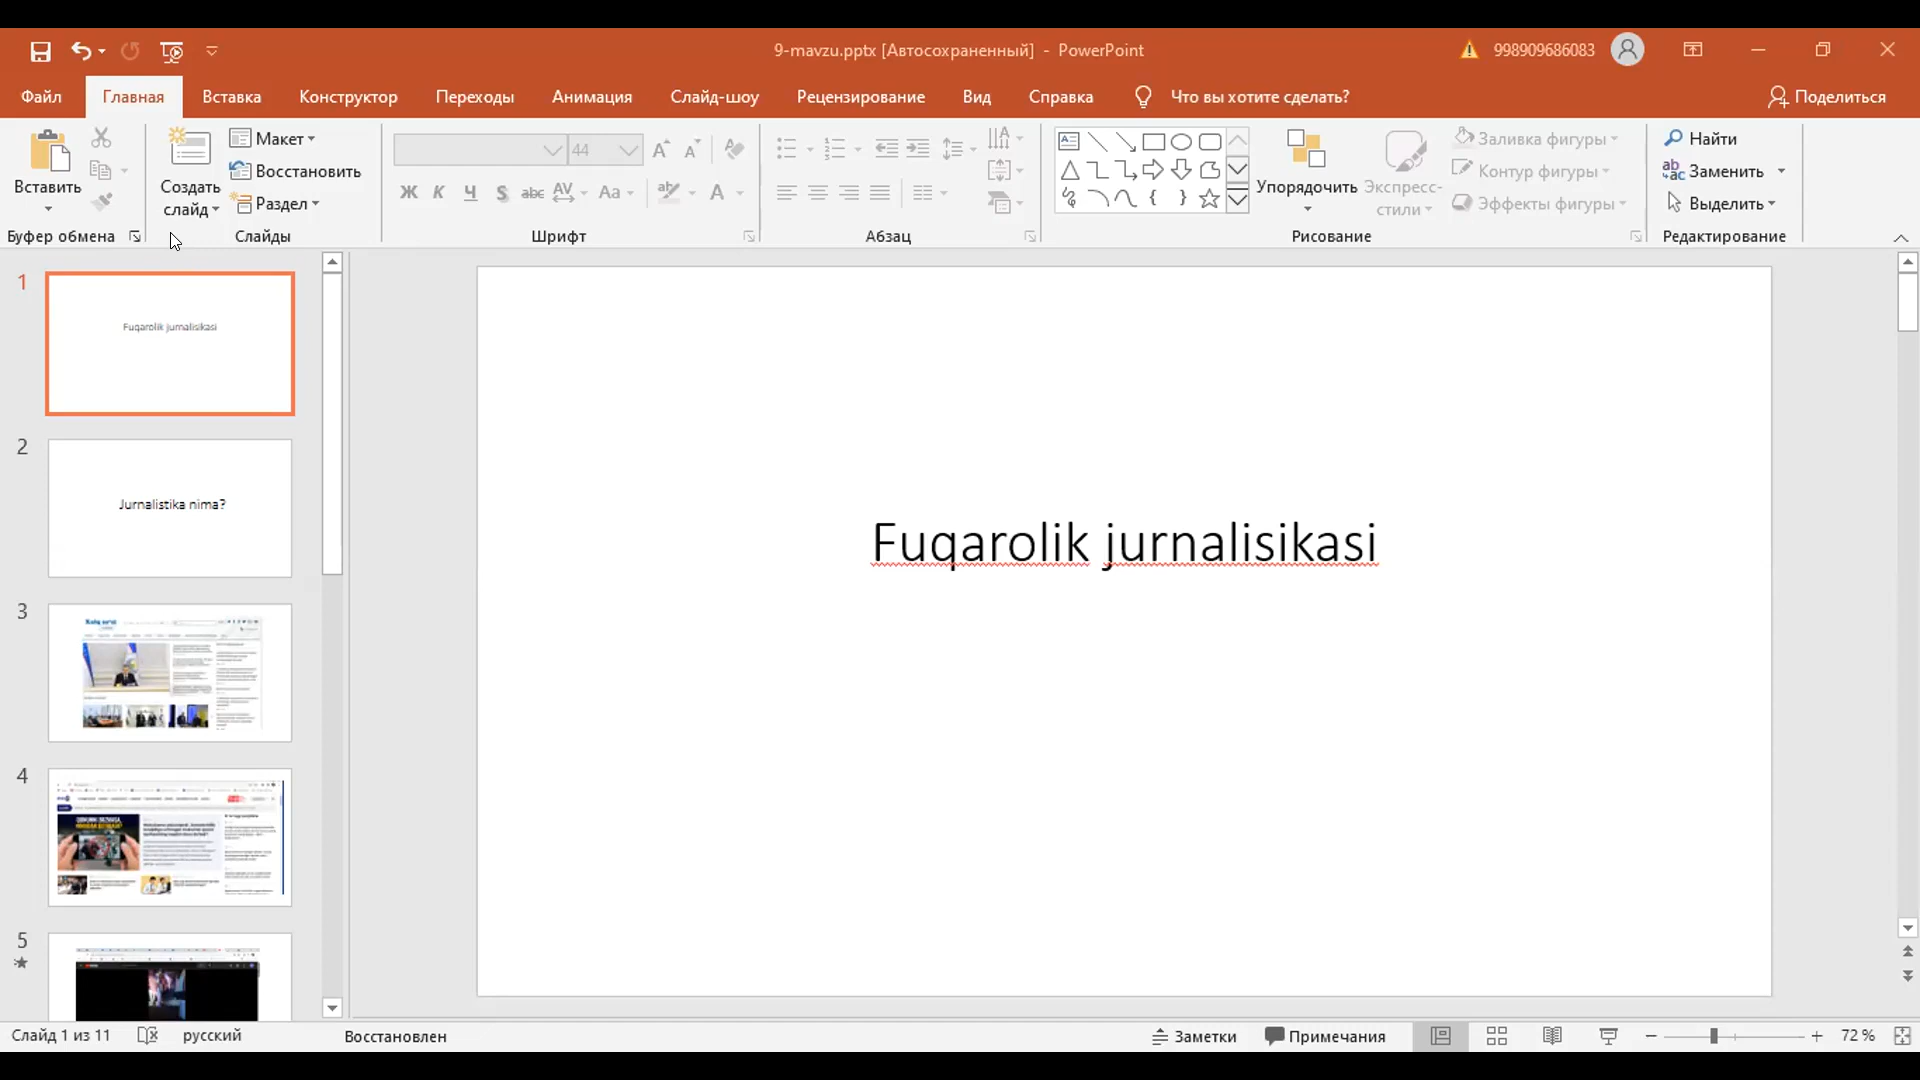 9-mavzu.pptx [Автосохраненный] - PowerPoint
998909686083
Файл Главная Вставка Конструктор Переходы Анимация Слайд-шоу Рецензирование Вид Справка Что вы хотите сделать? Поделиться
Вставить
Буфер обмена
Создать слайд
Макет
Восстановить
Раздел
Слайды
44
Ж К Ч S abc AV Aa ab А
Шрифт
Абзац
Упорядочить
Экспресс-стили
Заливка фигуры
Контур фигуры
Эффекты фигуры
Рисование
Найти
Заменить
Выделить
Редактирование
1
Fuqarolik jurnalisikasi
2
Jurnalistika nima?
3
4
5
Fuqarolik jurnalisikasi
Слайд 1 из 11 русский Восстановлен Заметки Примечания 72 %